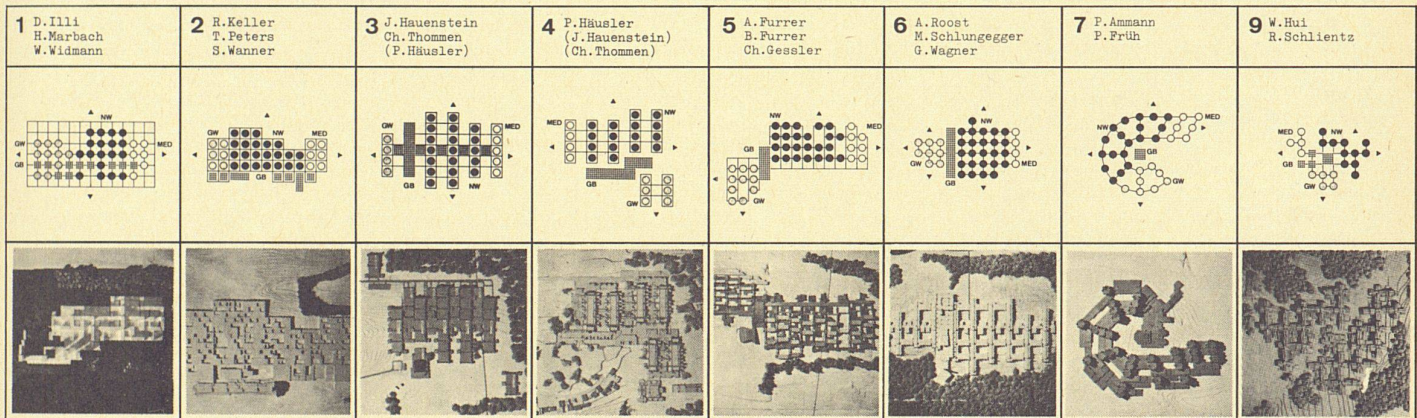 1 D.Illi
H.Marbach
W.Widmann
2 R.Keller
T.Peters
S.Wanner
3 J.Hauenstein
Ch.Thommen
(P.Häusler)
4 P.Häusler
(J.Hauenstein)
(Ch.Thommen)
5 A.Furrer
B.Furrer
Ch.Gessler
6 A.Roost
M.Schlungegger
G.Wagner
7 P.Ammann
P.Früh
9 W.Hui
R.Schlientz
NW
GW MED
GB
GW NW MED
GB
MED
GW
GB NW
MED NW
GB
GW
NW MED
GB
GW
NW
GW
MED
GB
MED
NW
GB
GW
MED NW
GB
GW